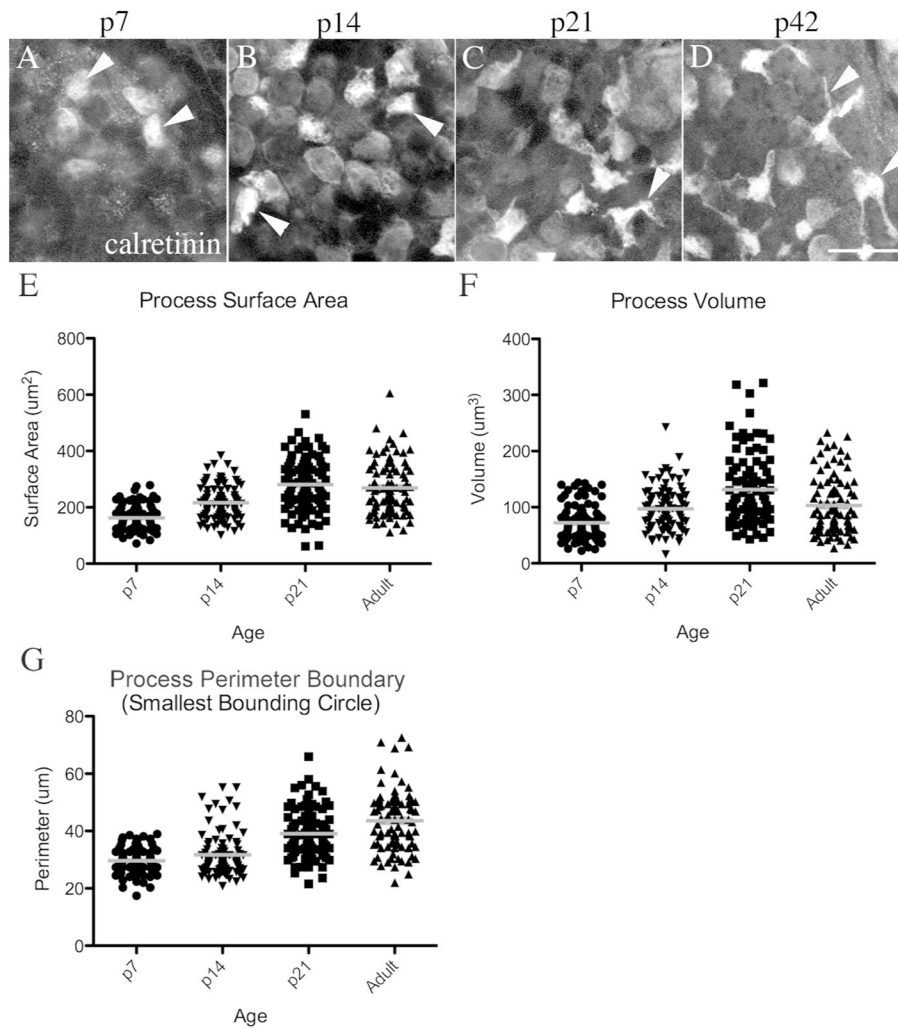 p7 p14 p21 p42
A B C D
calretinin
E F
Process Surface Area
800
600
400
200
0
Surface Area (um²)
p7 p14 p21 Adult
Age
Process Volume
400
300
200
100
0
Volume (um³)
p7 p14 p21 Adult
Age
G
Process Perimeter Boundary
(Smallest Bounding Circle)
80
60
40
20
0
Perimeter (um)
p7 p14 p21 Adult
Age